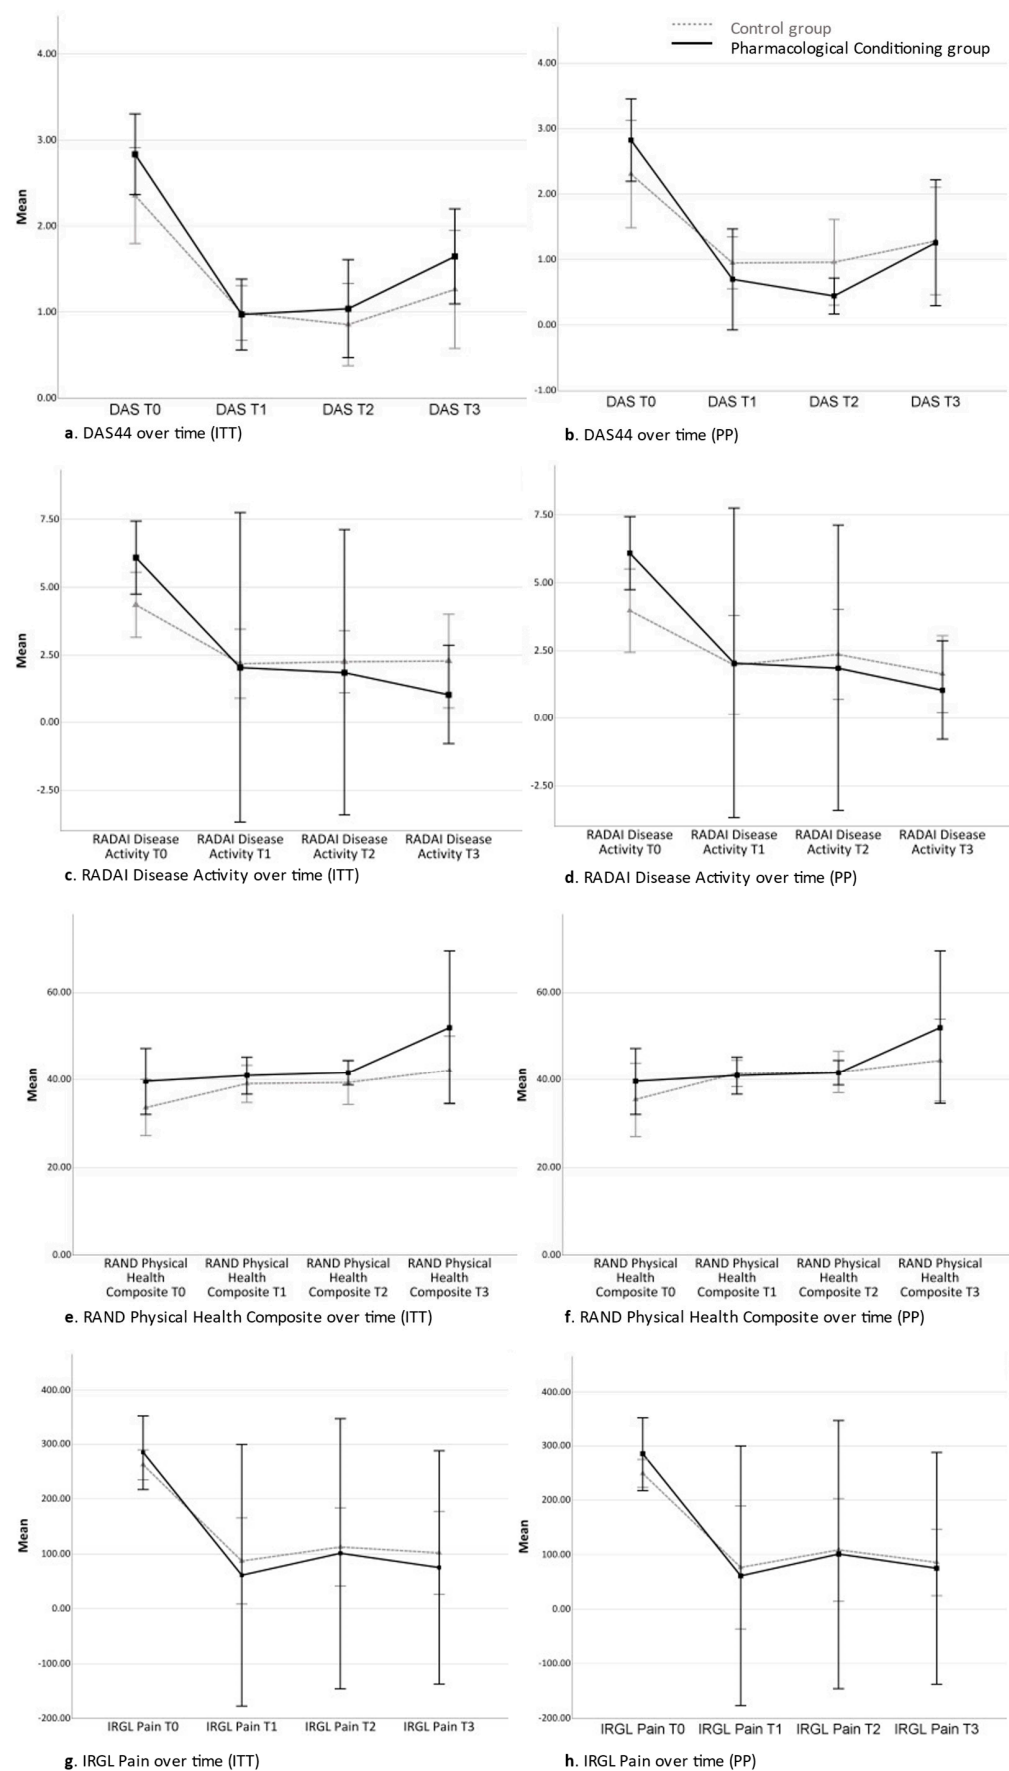 Control group
Pharmacological Conditioning group
4.00
3.00
2.00
1.00
0.00
Mean
DAS T0 DAS T1 DAS T2 DAS T3
a. DAS44 over time (ITT)
4.00
3.00
2.00
1.00
0.00
-1.00
DAS T0 DAS T1 DAS T2 DAS T3
b. DAS44 over time (PP)
7.50
5.00
2.50
0.00
-2.50
Mean
RADAI Disease RADAI Disease RADAI Disease RADAI Disease
Activity T0 Activity T1 Activity T2 Activity T3
c. RADAI Disease Activity over time (ITT)
7.50
5.00
2.50
0.00
-2.50
RADAI Disease RADAI Disease RADAI Disease RADAI Disease
Activity T0 Activity T1 Activity T2 Activity T3
d. RADAI Disease Activity over time (PP)
60.00
40.00
20.00
0.00
Mean
RAND Physical RAND Physical RAND Physical RAND Physical
Health Health Health Health
Composite T0 Composite T1 Composite T2 Composite T3
e. RAND Physical Health Composite over time (ITT)
60.00
40.00
20.00
0.00
Mean
RAND Physical RAND Physical RAND Physical RAND Physical
Health Health Health Health
Composite T0 Composite T1 Composite T2 Composite T3
f. RAND Physical Health Composite over time (PP)
400.00
300.00
200.00
100.00
0.00
-100.00
-200.00
Mean
IRGL Pain T0 IRGL Pain T1 IRGL Pain T2 IRGL Pain T3
g. IRGL Pain over time (ITT)
400.00
300.00
200.00
100.00
0.00
-100.00
-200.00
Mean
IRGL Pain T0 IRGL Pain T1 IRGL Pain T2 IRGL Pain T3
h. IRGL Pain over time (PP)